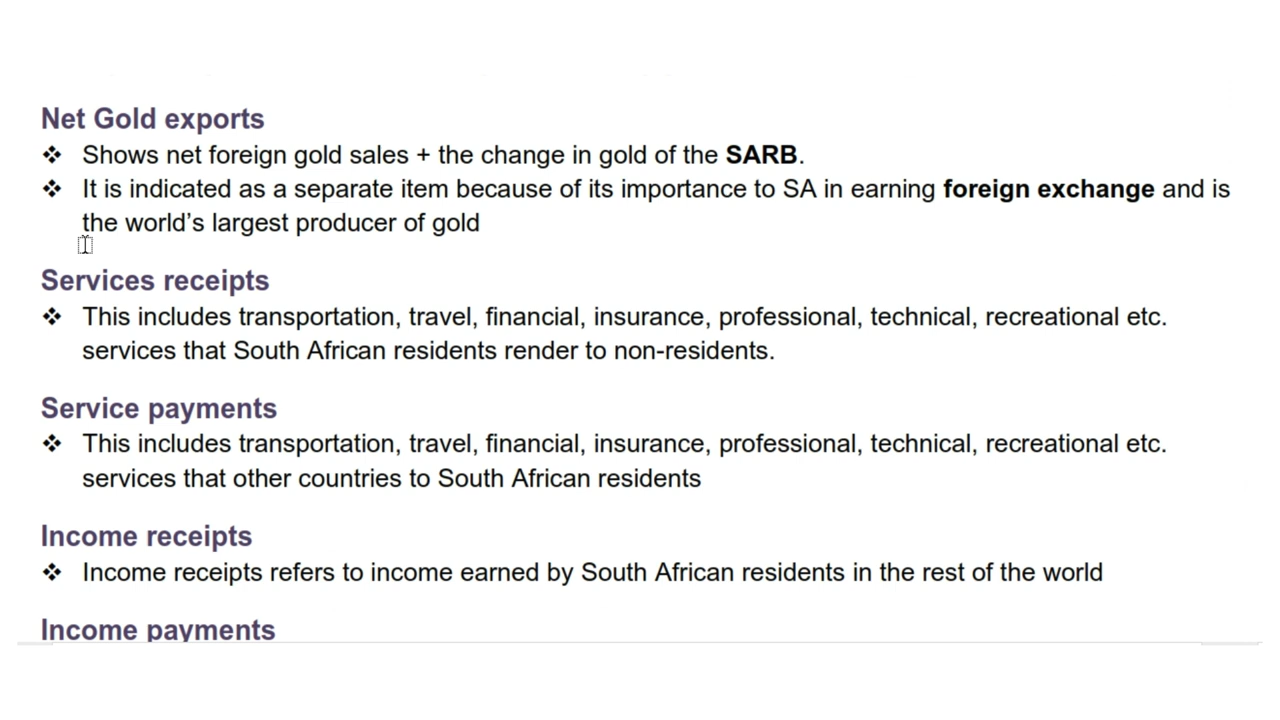 Net Gold exports
❖ Shows net foreign gold sales + the change in gold of the SARB.
❖ It is indicated as a separate item because of its importance to SA in earning foreign exchange and is
the world’s largest producer of gold
Services receipts
❖ This includes transportation, travel, financial, insurance, professional, technical, recreational etc.
services that South African residents render to non-residents.
Service payments
❖ This includes transportation, travel, financial, insurance, professional, technical, recreational etc.
services that other countries to South African residents
Income receipts
❖ Income receipts refers to income earned by South African residents in the rest of the world
Income payments